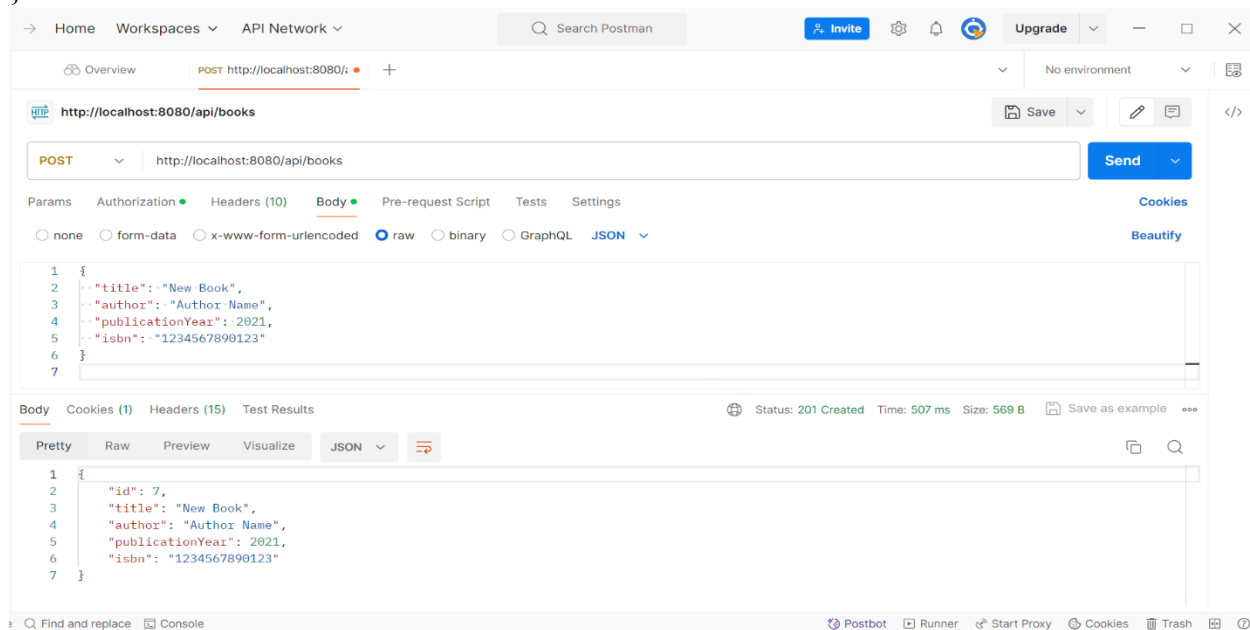 Home Workspaces API Network Search Postman Invite Upgrade
Overview POST http://localhost:8080/a No environment
HTTP http://localhost:8080/api/books Save
POST http://localhost:8080/api/books Send
Params Authorization Headers (10) Body Pre-request Script Tests Settings Cookies
none form-data x-www-form-urlencoded raw binary GraphQL JSON Beautify
1 {
2 "title": "New Book",
3 "author": "Author Name",
4 "publicationYear": 2021,
5 "isbn": "1234567890123"
6 }
7
Body Cookies (1) Headers (15) Test Results Status: 201 Created Time: 507 ms Size: 569 B Save as example
Pretty Raw Preview Visualize JSON
1 {
2 "id": 7,
3 "title": "New Book",
4 "author": "Author Name",
5 "publicationYear": 2021,
6 "isbn": "1234567890123"
7 }
Find and replace Console Postbot Runner Start Proxy Cookies Trash